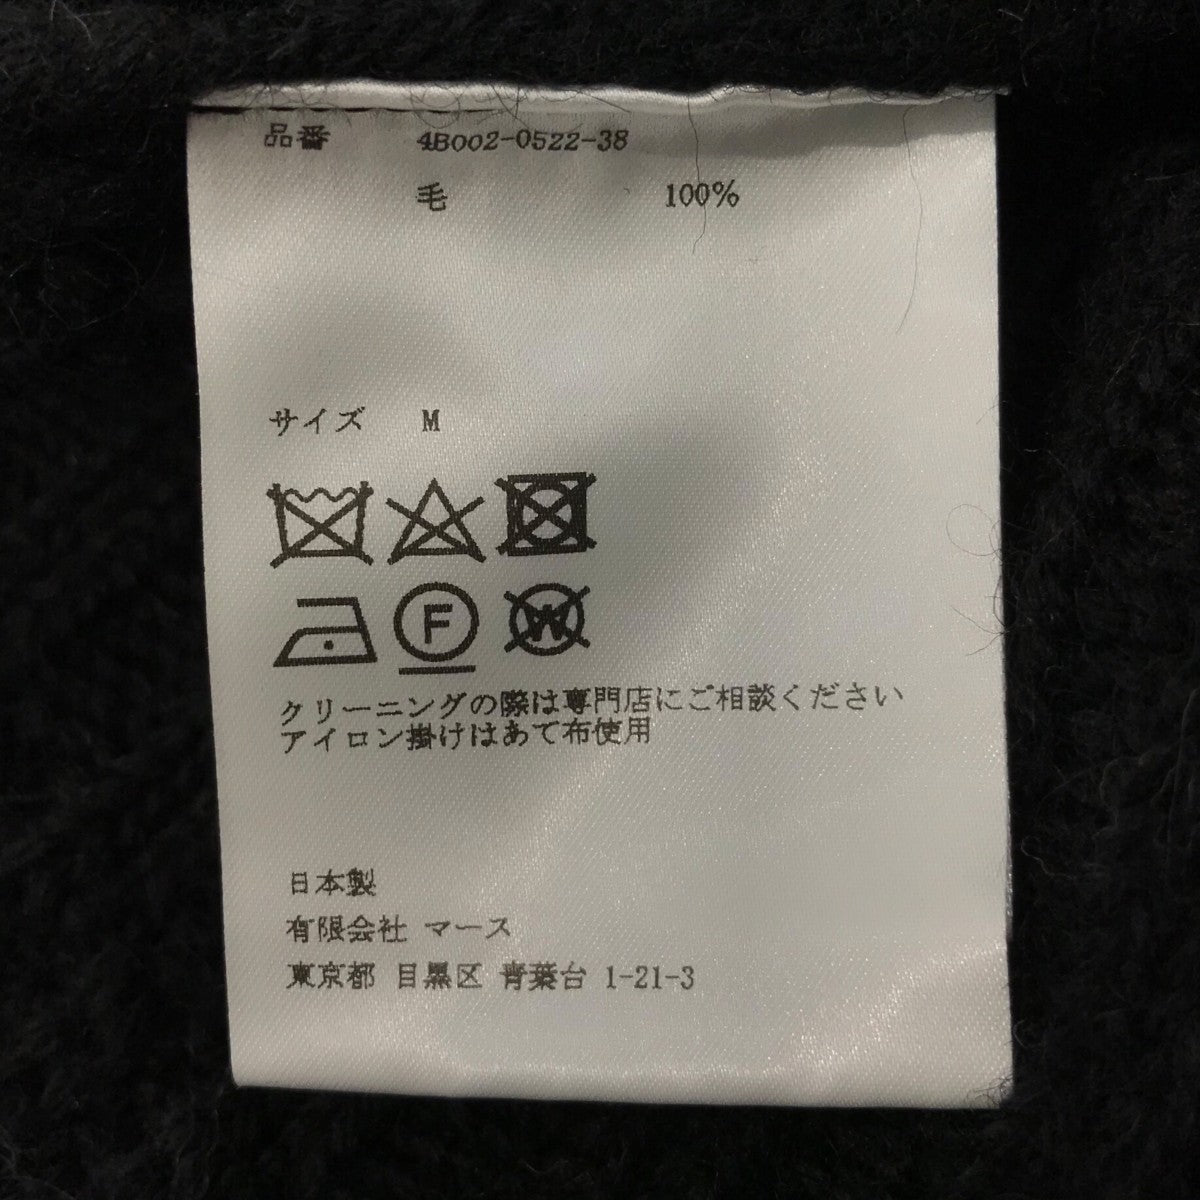 品番 4B002-0522-38
毛 100%
サイズ M
F W
クリーニングの際は専門店にご相談ください
アイロン掛けはあて布使用
日本製
有限会社 マース
東京都 目黒区 青葉台 1-21-3